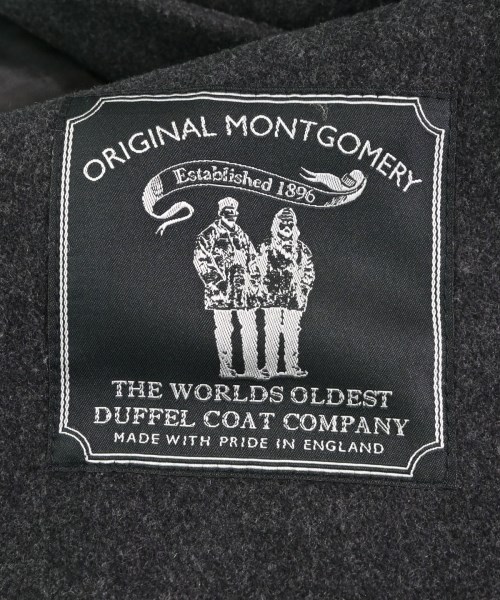 ORIGINAL MONTGOMERY
Established 1896
THE WORLDS OLDEST
DUFFEL COAT COMPANY
MADE WITH PRIDE IN ENGLAND